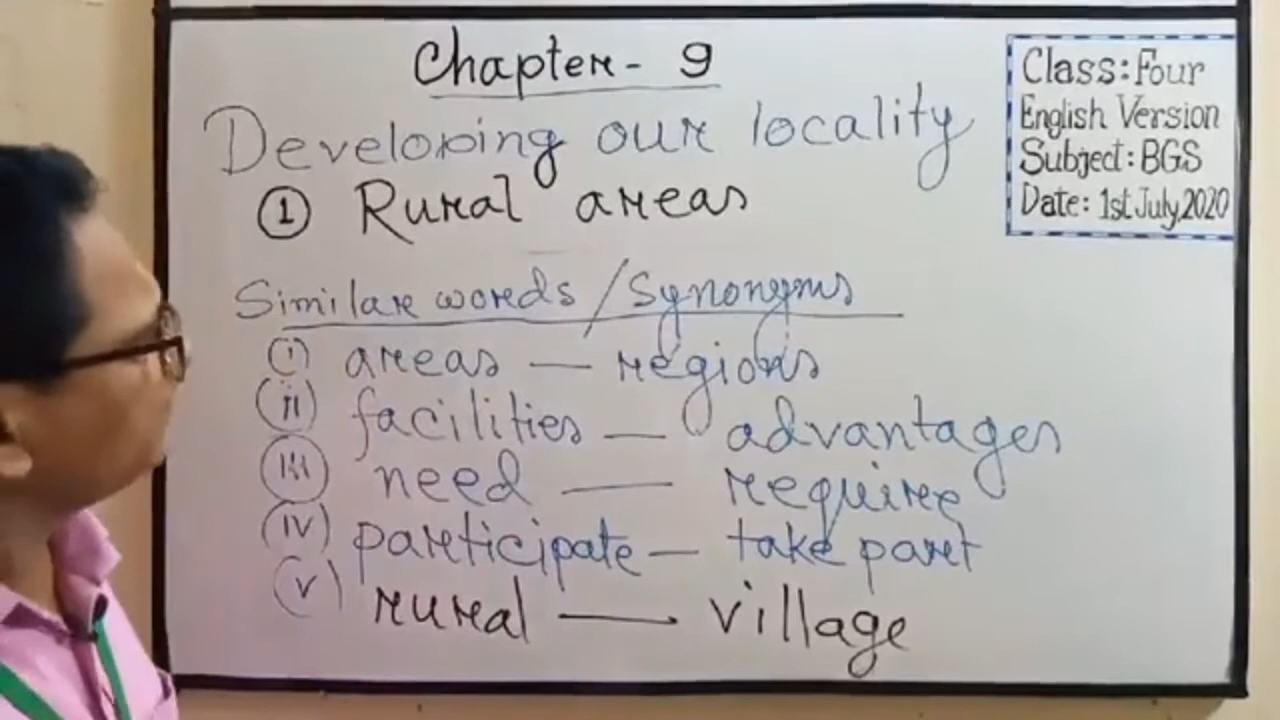 Chapter - 9
Developing our locality
① Rural areas
Similar words / Synonyms
(i) areas — regions
(ii) facilities — advantages
(iii) need — require
(iv) participate — take part
(v) rural — village
Class: Four
English Version
Subject: BGS
Date: 1st July, 2020